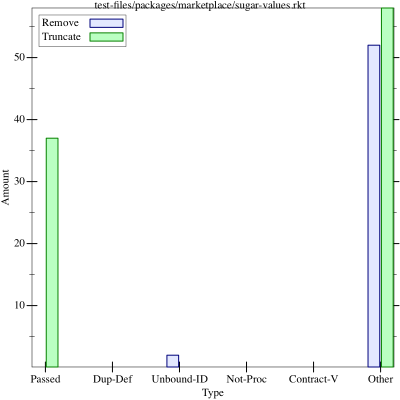 test-files/packages/marketplace/sugar-values.rkt
Remove
Truncate
50
40
30
20
10
Amount
Passed Dup-Def Unbound-ID Not-Proc Contract-V Other
Type